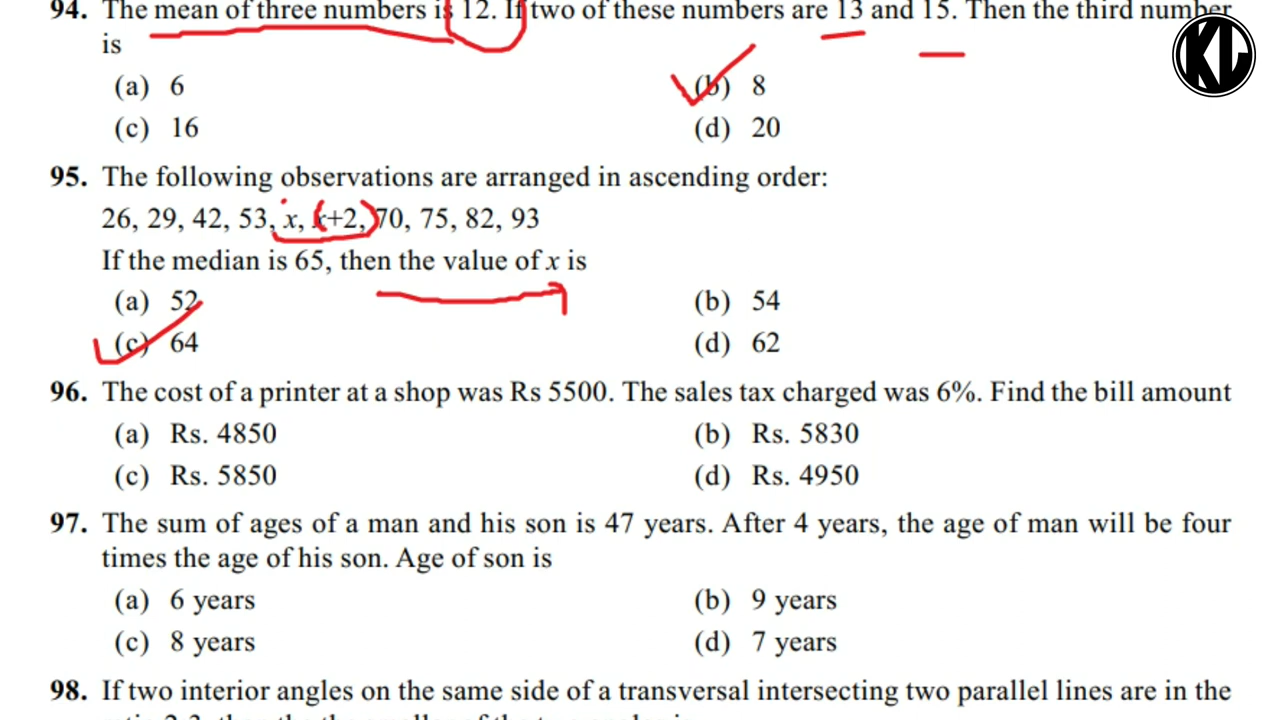 94. The mean of three numbers is 12. If two of these numbers are 13 and 15. Then the third number
is
(a) 6 (b) 8
(c) 16 (d) 20
KL
95. The following observations are arranged in ascending order:
26, 29, 42, 53, x, x+2, 70, 75, 82, 93
If the median is 65, then the value of x is
(a) 52 (b) 54
(c) 64 (d) 62
96. The cost of a printer at a shop was Rs 5500. The sales tax charged was 6%. Find the bill amount
(a) Rs. 4850 (b) Rs. 5830
(c) Rs. 5850 (d) Rs. 4950
97. The sum of ages of a man and his son is 47 years. After 4 years, the age of man will be four
times the age of his son. Age of son is
(a) 6 years (b) 9 years
(c) 8 years (d) 7 years
98. If two interior angles on the same side of a transversal intersecting two parallel lines are in the